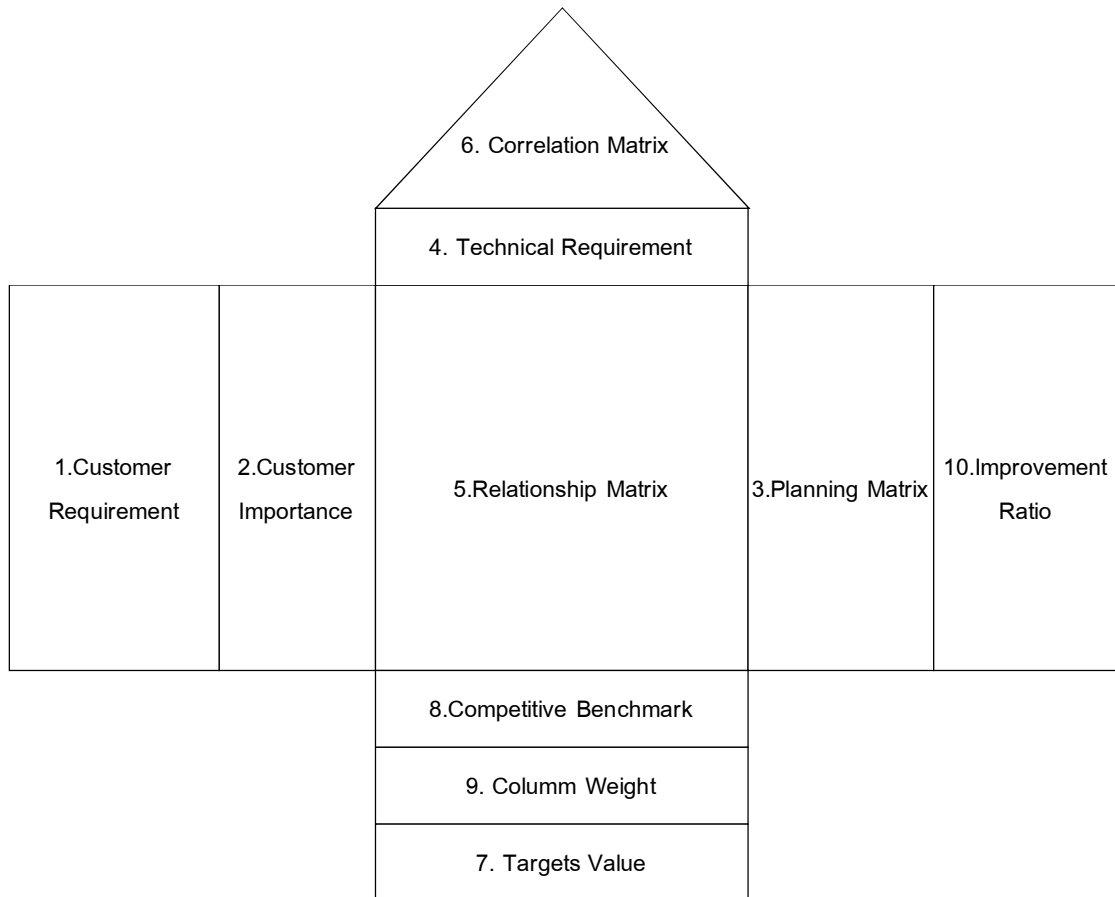 6. Correlation Matrix
4. Technical Requirement
1.Customer
Requirement
2.Customer
Importance
5.Relationship Matrix
3.Planning Matrix
10.Improvement
Ratio
8.Competitive Benchmark
9. Columm Weight
7. Targets Value